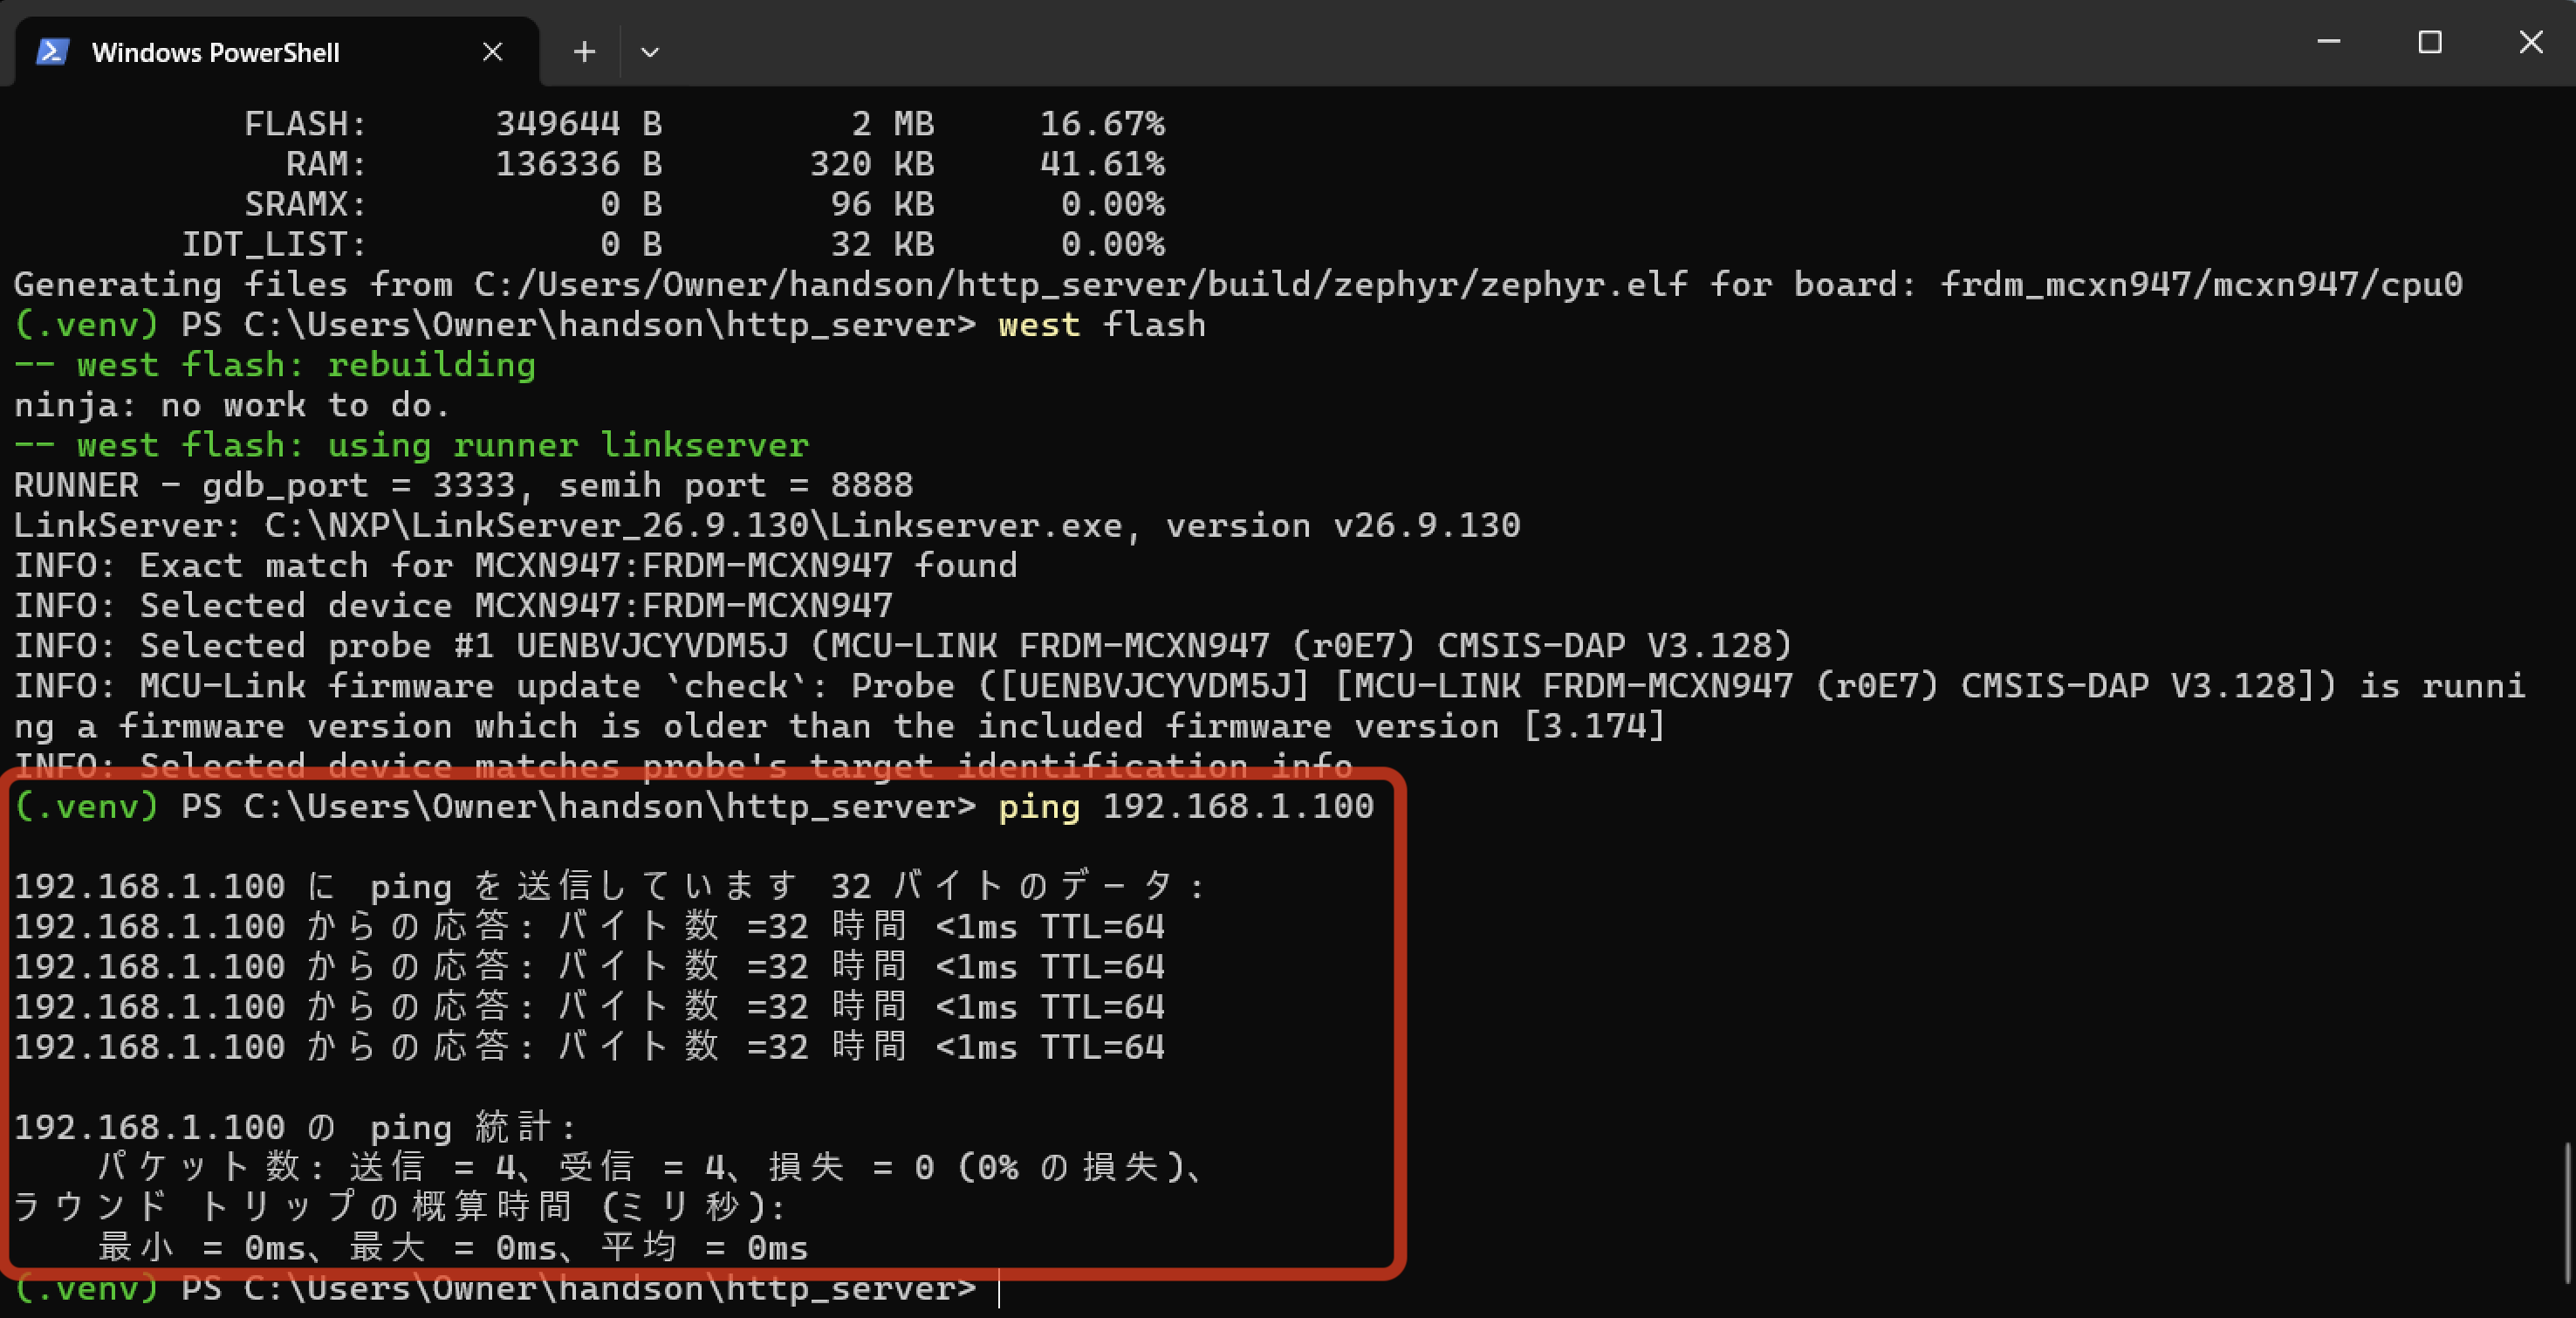 Windows PowerShell
FLASH: 349644 B 2 MB 16.67%
RAM: 136336 B 320 KB 41.61%
SRAMX: 0 B 96 KB 0.00%
IDT_LIST: 0 B 32 KB 0.00%
Generating files from C:/Users/Owner/handson/http_server/build/zephyr/zephyr.elf for board: frdm_mcxn947/mcxn947/cpu0
(.venv) PS C:\Users\Owner\handson\http_server> west flash
-- west flash: rebuilding
ninja: no work to do.
-- west flash: using runner linkserver
RUNNER - gdb_port = 3333, semih port = 8888
LinkServer: C:\NXP\LinkServer_26.9.130\Linkserver.exe, version v26.9.130
INFO: Exact match for MCXN947:FRDM-MCXN947 found
INFO: Selected device MCXN947:FRDM-MCXN947
INFO: Selected probe #1 UENBVJCYVDM5J (MCU-LINK FRDM-MCXN947 (r0E7) CMSIS-DAP V3.128)
INFO: MCU-Link firmware update `check`: Probe ([UENBVJCYVDM5J] [MCU-LINK FRDM-MCXN947 (r0E7) CMSIS-DAP V3.128]) is runni
ng a firmware version which is older than the included firmware version [3.174]
INFO: Selected device matches probe's target identification info
(.venv) PS C:\Users\Owner\handson\http_server> ping 192.168.1.100
192.168.1.100 に ping を送信しています 32 バイトのデータ:
192.168.1.100 からの応答: バイト数 =32 時間 <1ms TTL=64
192.168.1.100 からの応答: バイト数 =32 時間 <1ms TTL=64
192.168.1.100 からの応答: バイト数 =32 時間 <1ms TTL=64
192.168.1.100 からの応答: バイト数 =32 時間 <1ms TTL=64
192.168.1.100 の ping 統計:
パケット数: 送信 = 4、受信 = 4、損失 = 0 (0% の損失)、
ラウンド トリップの概算時間 (ミリ秒):
最小 = 0ms、最大 = 0ms、平均 = 0ms
(.venv) PS C:\Users\Owner\handson\http_server>